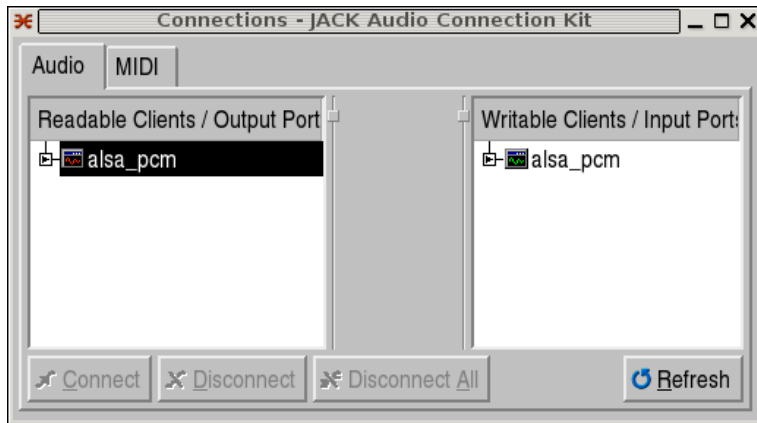 Connections - JACK Audio Connection Kit
Audio MIDI
Readable Clients / Output Port
Writable Clients / Input Ports
alsa_pcm
alsa_pcm
Connect Disconnect Disconnect All Refresh